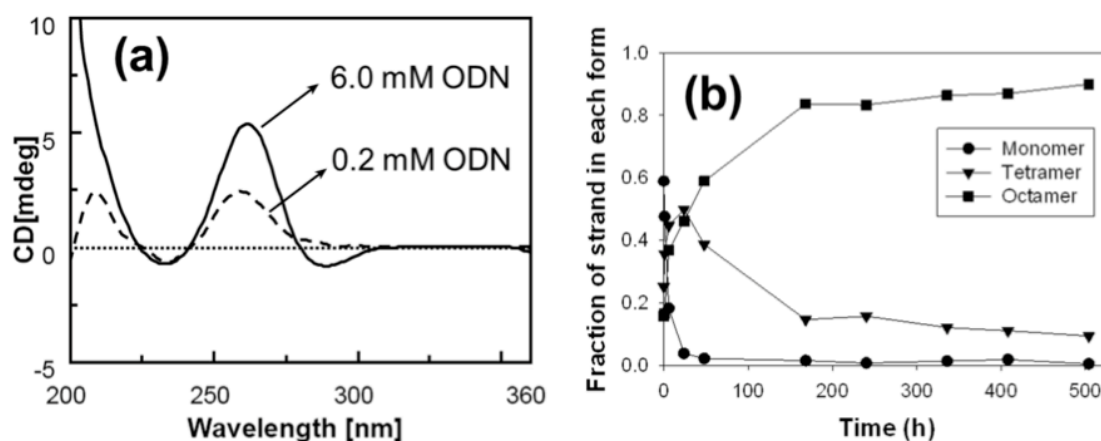 (a)
10
5
0
-5
CD[mdeg]
6.0 mM ODN
0.2 mM ODN
200
250
300
360
Wavelength [nm]
(b)
Fraction of strand in each form
1.0
0.8
0.6
0.4
0.2
0.0
Monomer
Tetramer
Octamer
0
100
200
300
400
500
Time (h)